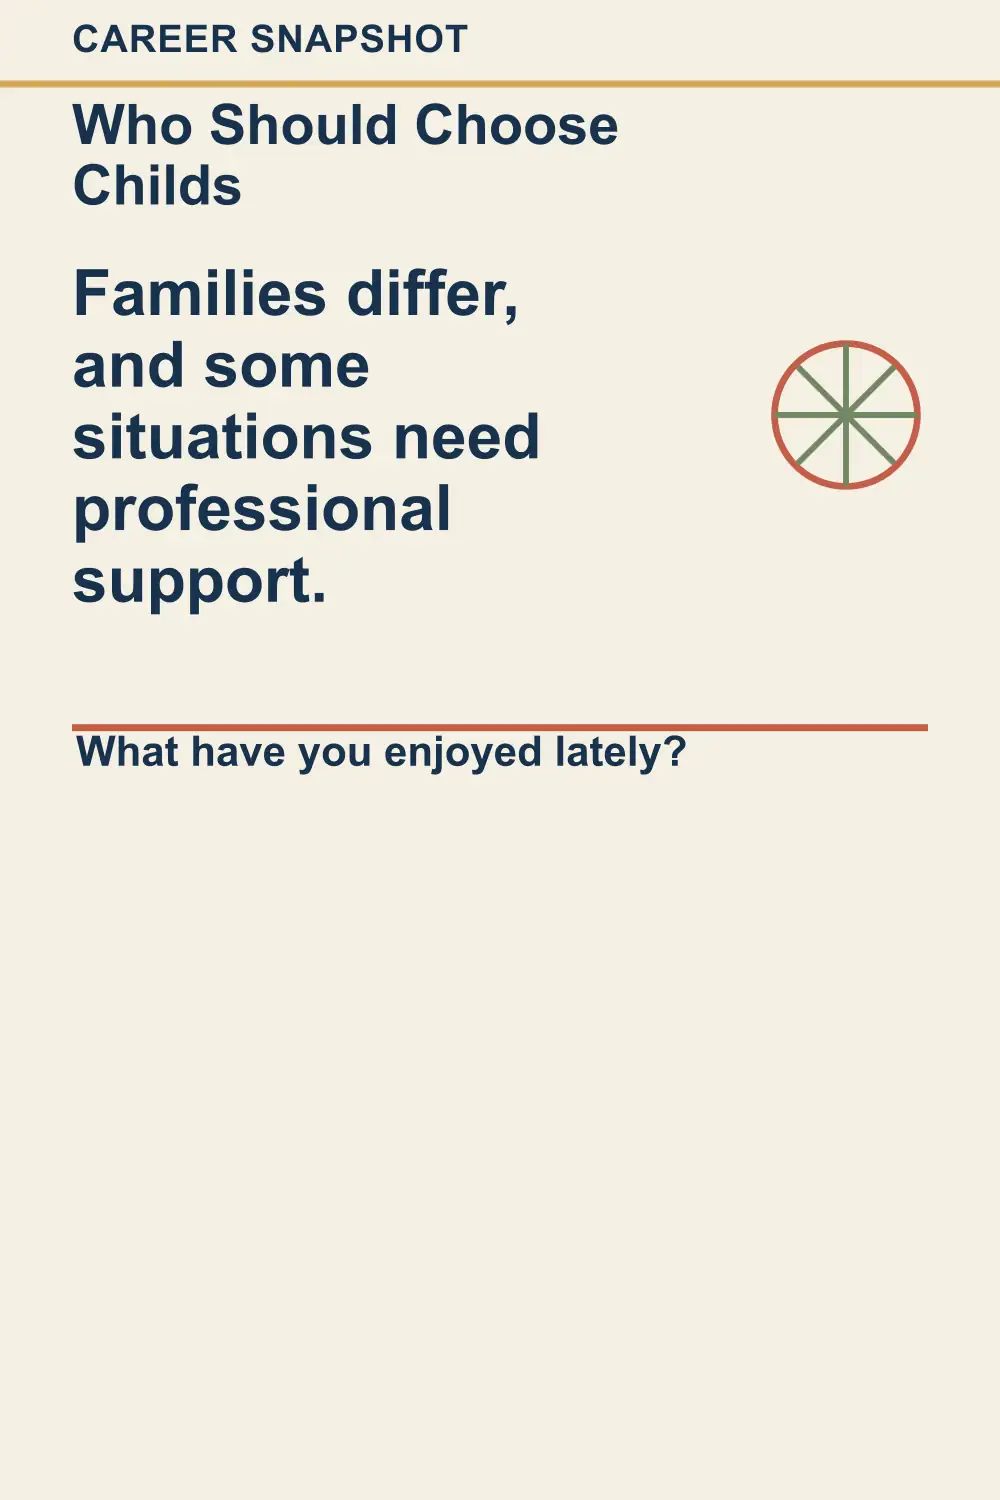 CAREER SNAPSHOT
Who Should Choose
Childs
Families differ,
and some
situations need
professional
support.
What have you enjoyed lately?